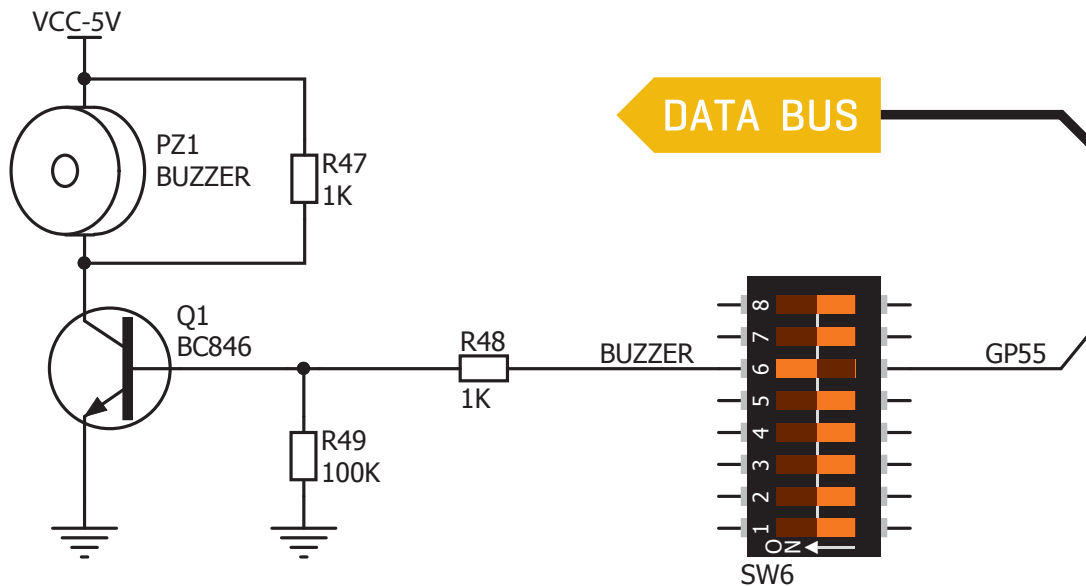 VCC-5V
DATA BUS
PZ1
BUZZER
R47
1K
Q1
BC846
R48
1K
BUZZER
GP55
R49
100K
8
7
6
5
4
3
2
1
ON
SW6